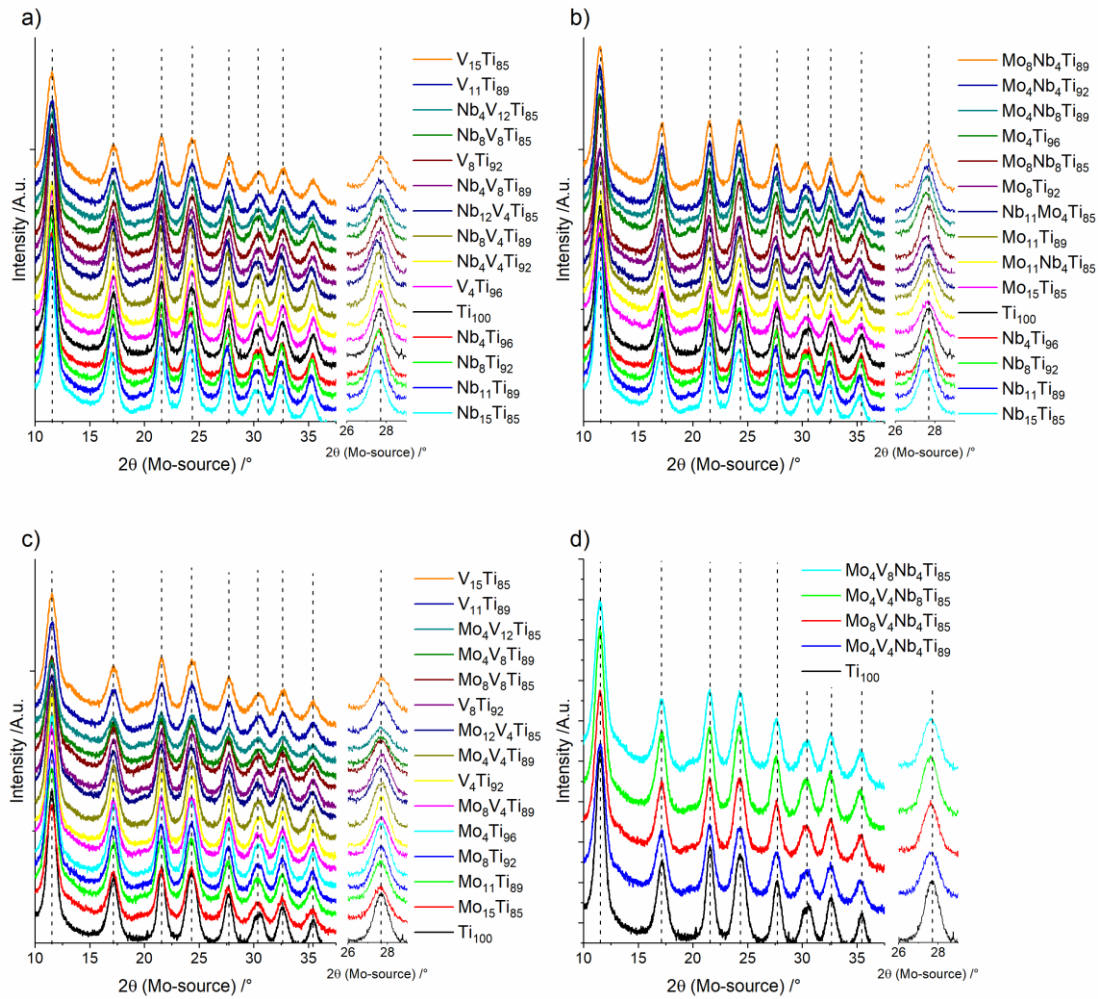 a)
Intensity /A.u.
V₁₅Ti₈₅
V₁₁Ti₈₉
Nb₄V₁₂Ti₈₅
Nb₈V₈Ti₈₅
V₈Ti₉₂
Nb₄V₈Ti₈₉
Nb₁₂V₄Ti₈₅
Nb₈V₄Ti₈₉
Nb₄V₄Ti₉₂
V₄Ti₉₆
Ti₁₀₀
Nb₄Ti₉₆
Nb₈Ti₉₂
Nb₁₁Ti₈₉
Nb₁₅Ti₈₅
10 15 20 25 30 35 26 28
2θ (Mo-source) /° 2θ (Mo-source) /°
b)
Intensity /A.u.
Mo₈Nb₄Ti₈₉
Mo₄Nb₄Ti₉₂
Mo₄Nb₈Ti₈₉
Mo₄Ti₉₆
Mo₈Nb₈Ti₈₅
Mo₈Ti₉₂
Nb₁₁Mo₄Ti₈₅
Mo₁₁Ti₈₉
Mo₁₁Nb₄Ti₈₅
Mo₁₅Ti₈₅
Ti₁₀₀
Nb₄Ti₉₆
Nb₈Ti₉₂
Nb₁₁Ti₈₉
Nb₁₅Ti₈₅
10 15 20 25 30 35 26 28
2θ (Mo-source) /° 2θ (Mo-source) /°
c)
Intensity /A.u.
V₁₅Ti₈₅
V₁₁Ti₈₉
Mo₄V₁₂Ti₈₅
Mo₄V₈Ti₈₉
Mo₈V₈Ti₈₅
V₈Ti₉₂
Mo₁₂V₄Ti₈₅
Mo₄V₄Ti₈₉
V₄Ti₉₂
Mo₈V₄Ti₈₉
Mo₄Ti₉₆
Mo₈Ti₉₂
Mo₁₁Ti₈₉
Mo₁₅Ti₈₅
Ti₁₀₀
10 15 20 25 30 35 26 28
2θ (Mo-source) /° 2θ (Mo-source) /°
d)
Intensity /A.u.
Mo₄V₈Nb₄Ti₈₅
Mo₄V₄Nb₈Ti₈₅
Mo₈V₄Nb₄Ti₈₅
Mo₄V₄Nb₄Ti₈₉
Ti₁₀₀
10 15 20 25 30 35 26 28
2θ (Mo-source) /° 2θ (Mo-source) /°